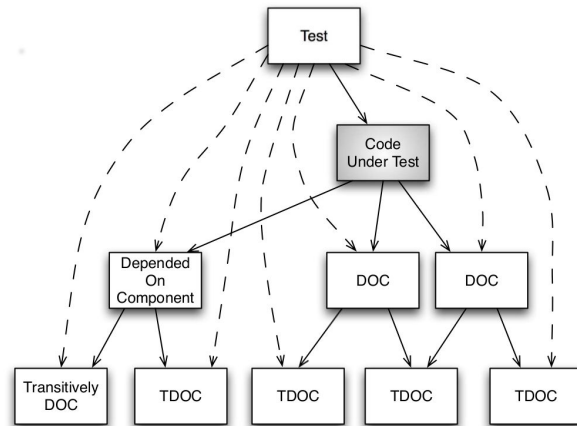 Test
Code
Under Test
Depended
On
Component
DOC
DOC
Transitively
DOC
TDOC
TDOC
TDOC
TDOC